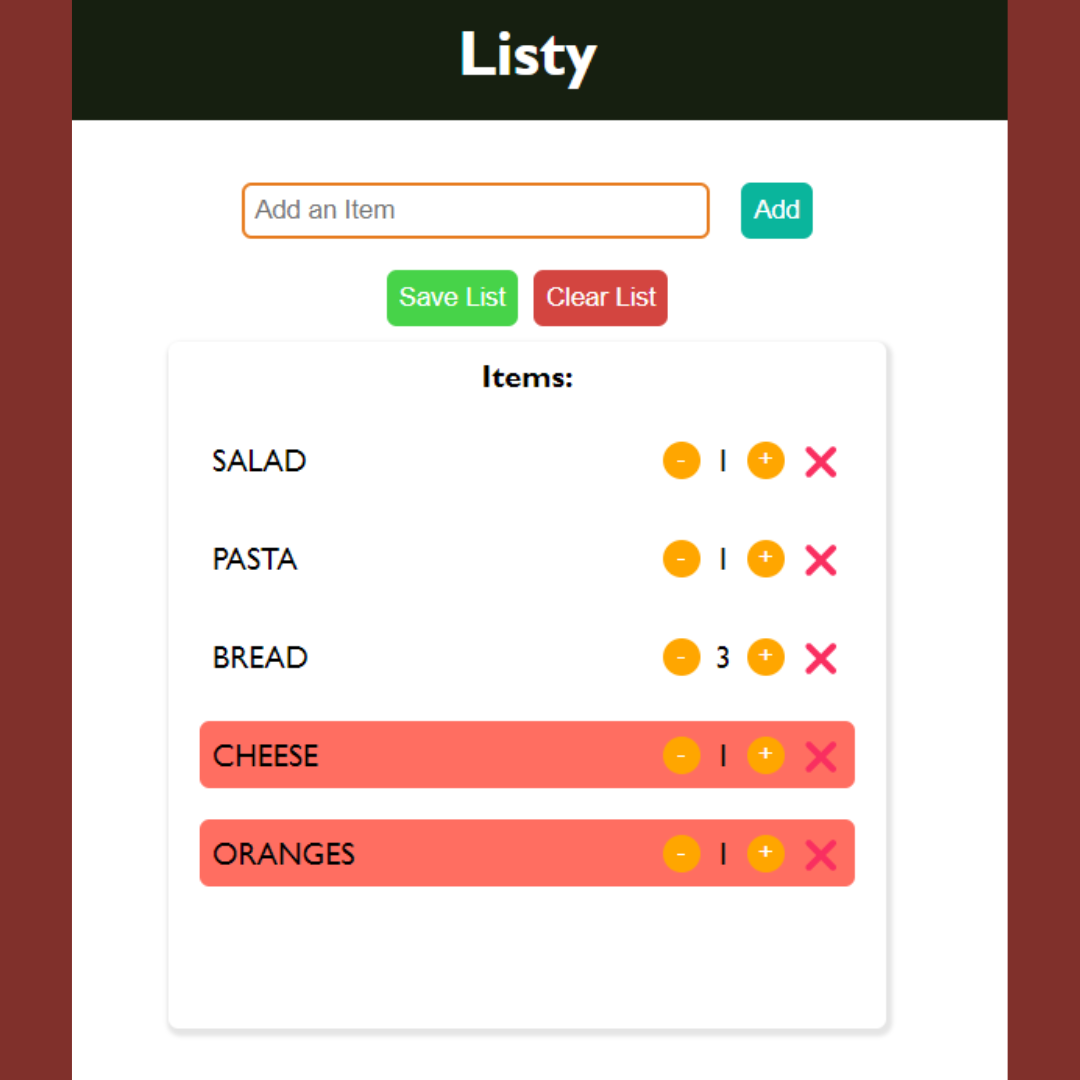 Listy
Add an Item Add
Save List Clear List
Items:
SALAD - 1 +
PASTA - 1 +
BREAD - 3 +
CHEESE - 1 +
ORANGES - 1 +